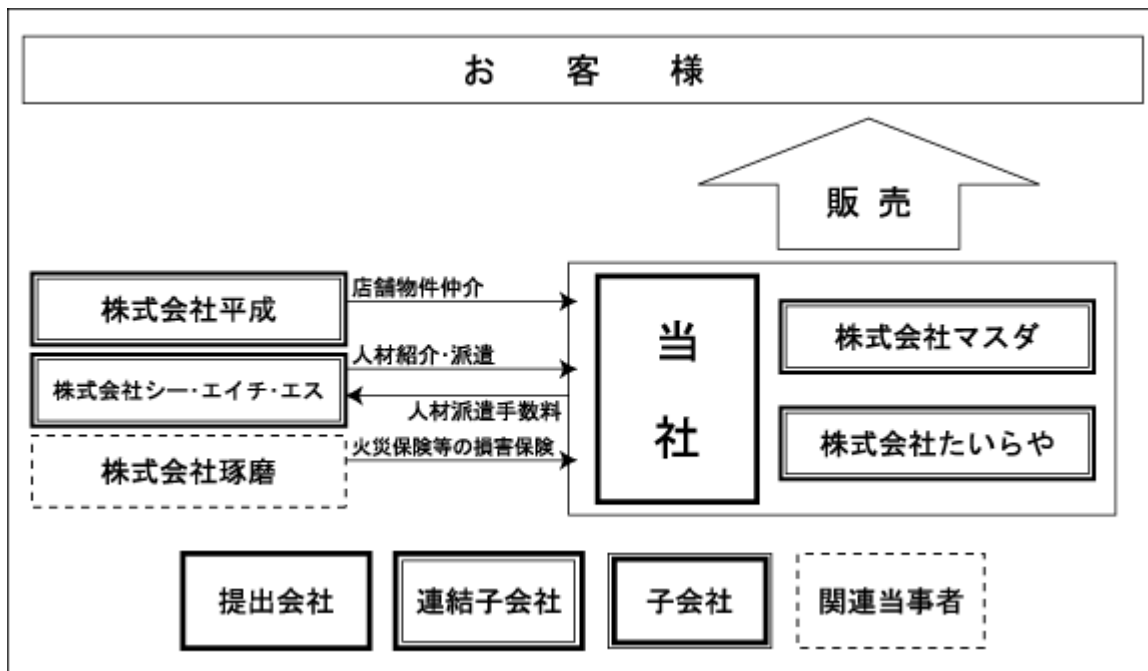 お客様
販売
株式会社平成
店舗物件仲介
当社
株式会社マスダ
株式会社シー・エイチ・エス
人材紹介・派遣
人材派遣手数料
株式会社たいらや
株式会社琢磨
火災保険等の損害保険
提出会社
連結子会社
子会社
関連当事者